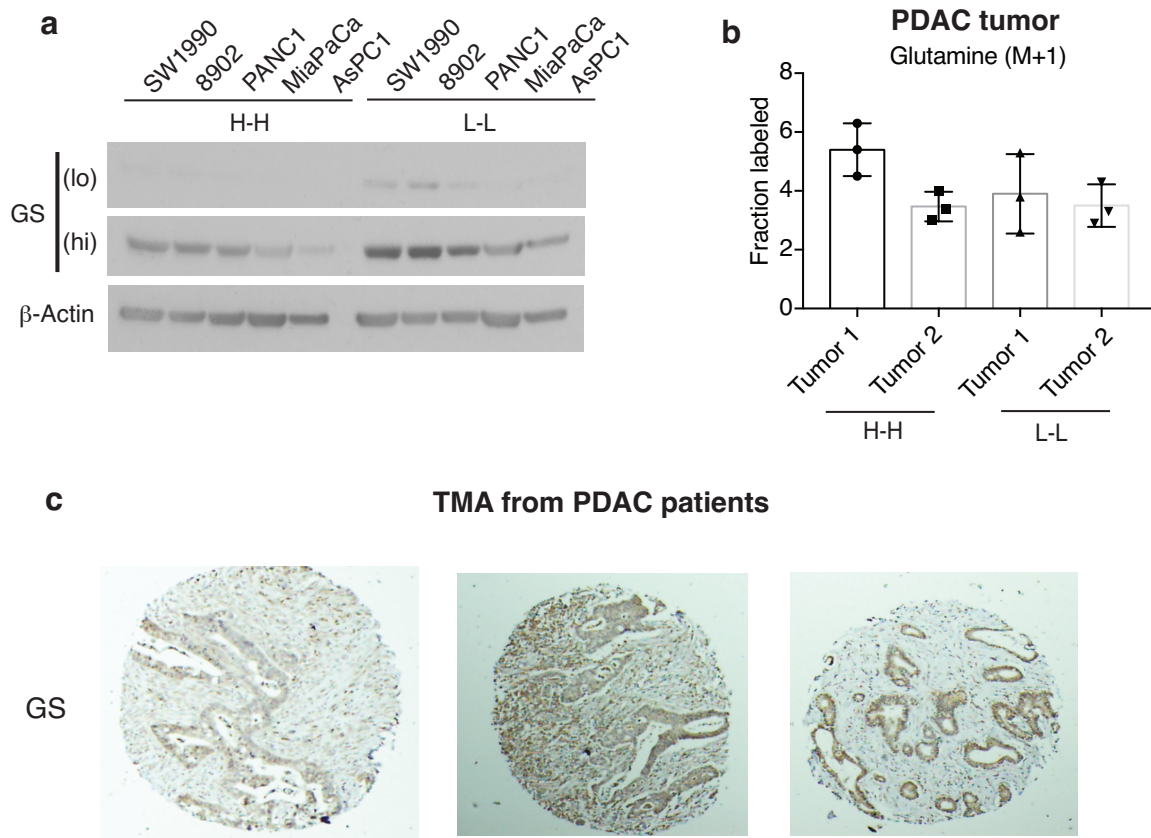 a
SW1990
8902
PANC1
MiaPaCa
AsPC1
SW1990
8902
PANC1
MiaPaCa
AsPC1
H-H
L-L
GS
(lo)
(hi)
β-Actin
b
PDAC tumor
Glutamine (M+1)
Fraction labeled
8
6
4
2
0
Tumor 1
Tumor 2
Tumor 1
Tumor 2
H-H
L-L
c
TMA from PDAC patients
GS